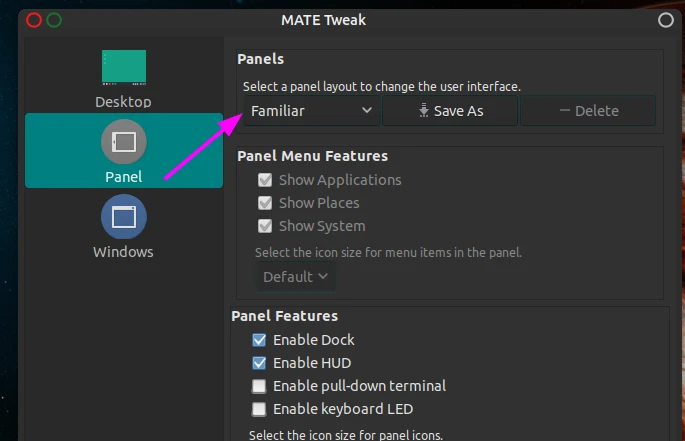 MATE Tweak
Desktop
Panel
Windows
Panels
Select a panel layout to change the user interface.
Familiar
Save As
Delete
Panel Menu Features
Show Applications
Show Places
Show System
Select the icon size for menu items in the panel.
Default
Panel Features
Enable Dock
Enable HUD
Enable pull-down terminal
Enable keyboard LED
Select the icon size for panel icons.